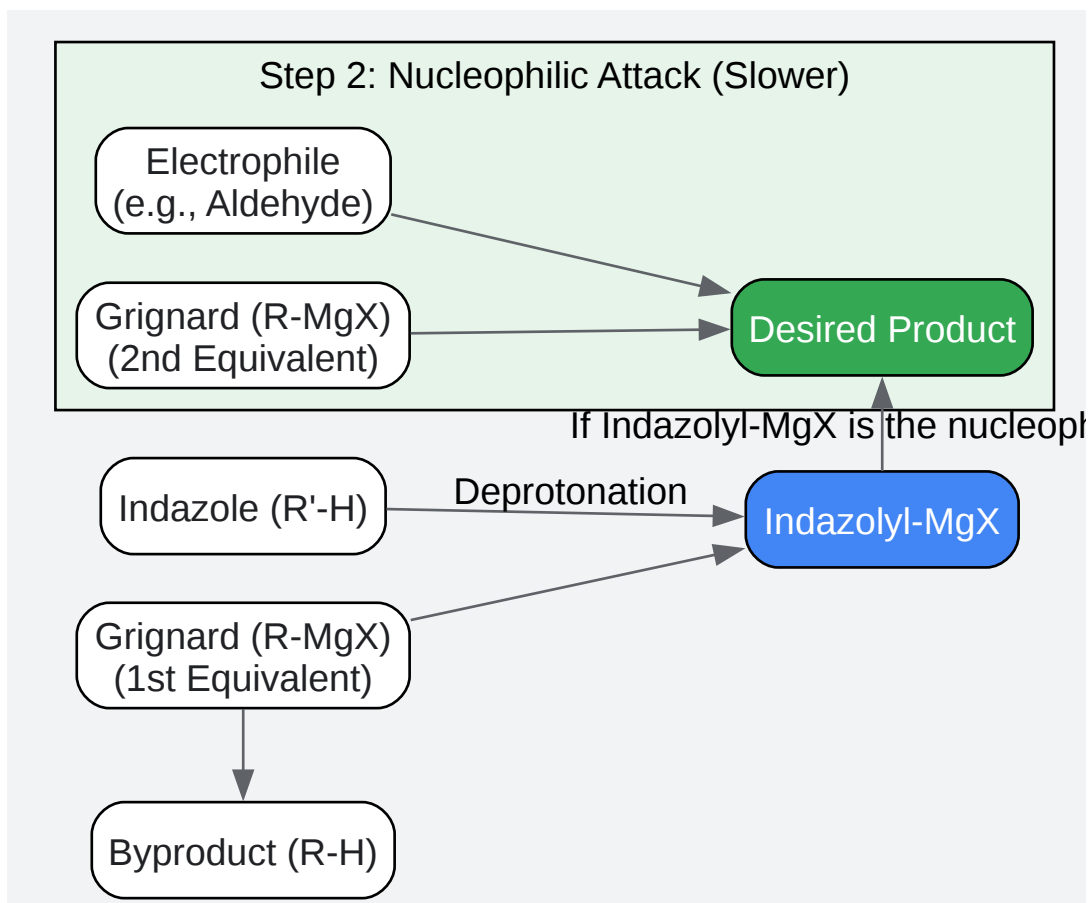 Step 2: Nucleophilic Attack (Slower)
Electrophile
(e.g., Aldehyde)
Grignard (R-MgX)
(2nd Equivalent)
Desired Product
If Indazolyl-MgX is the
Indazole (R'-H)
Deprotonation
Indazolyl-MgX
Grignard (R-MgX)
(1st Equivalent)
Byproduct (R-H)